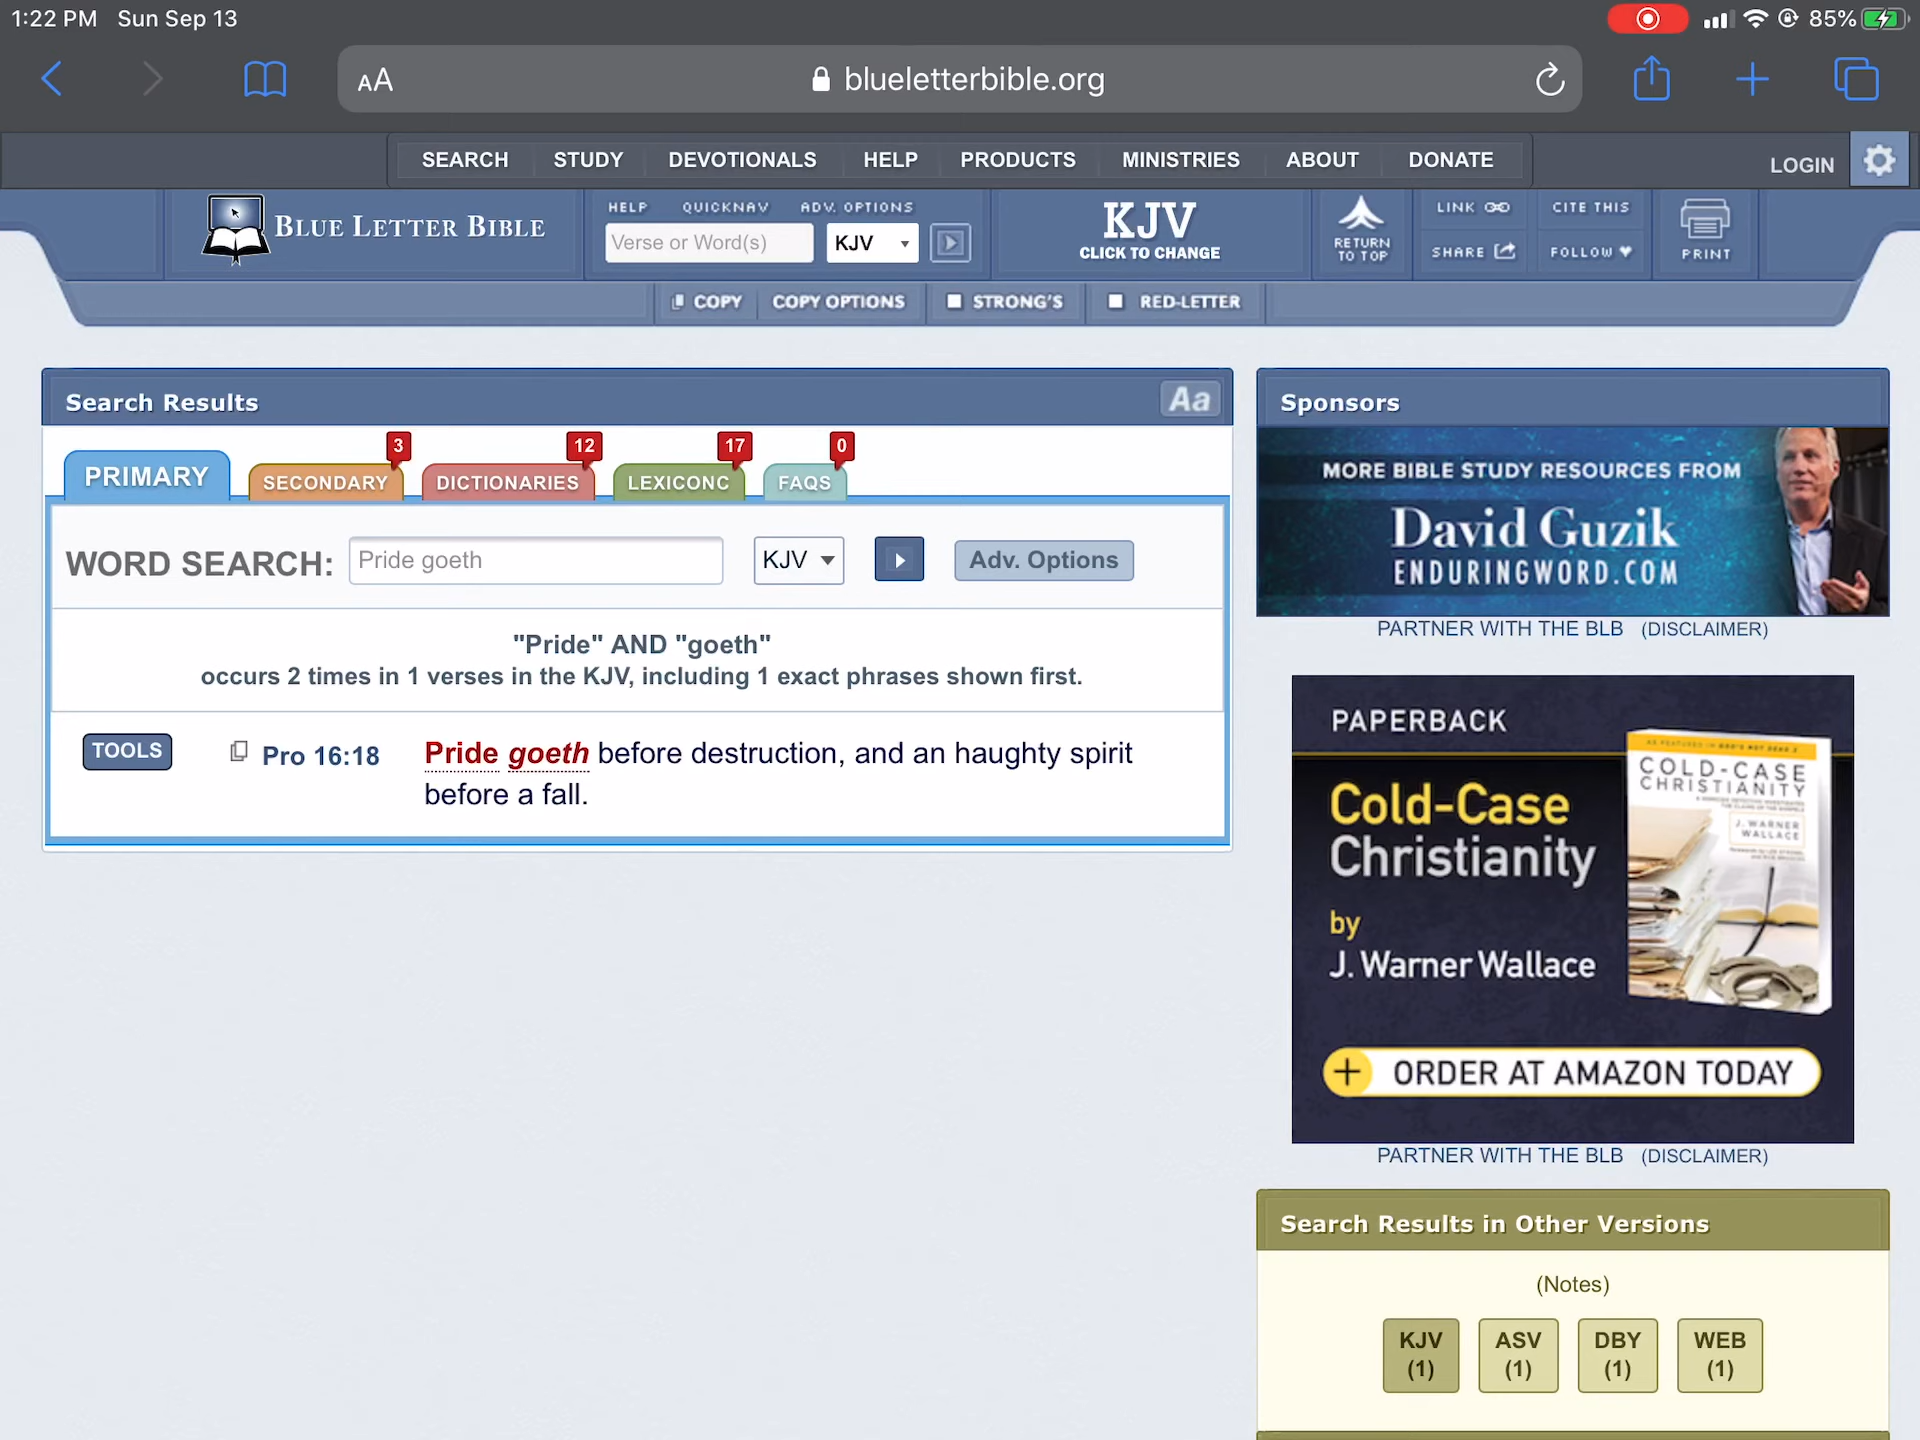 1:22 PM Sun Sep 13
85%
AA blueletterbible.org
SEARCH STUDY DEVOTIONALS HELP PRODUCTS MINISTRIES ABOUT DONATE
LOGIN
BLUE LETTER BIBLE
HELP QUICKNAV ADV. OPTIONS
Verse or Word(s) KJV
KJV
CLICK TO CHANGE
RETURN
TO TOP
LINK CITE THIS
SHARE FOLLOW
PRINT
COPY COPY OPTIONS STRONG'S RED-LETTER
Search Results
Aa
3 12 17 0
PRIMARY SECONDARY DICTIONARIES LEXICONC FAQS
WORD SEARCH: Pride goeth KJV Adv. Options
"Pride" AND "goeth"
occurs 2 times in 1 verses in the KJV, including 1 exact phrases shown first.
TOOLS Pro 16:18 Pride goeth before destruction, and an haughty spirit
before a fall.
Sponsors
MORE BIBLE STUDY RESOURCES FROM
David Guzik
ENDURINGWORD.COM
PARTNER WITH THE BLB (DISCLAIMER)
PAPERBACK
Cold-Case
Christianity
by
J. Warner Wallace
COLD-CASE
CHRISTIANITY
J. WARNER
WALLACE
ORDER AT AMAZON TODAY
PARTNER WITH THE BLB (DISCLAIMER)
Search Results in Other Versions
(Notes)
KJV ASV DBY WEB
(1) (1) (1) (1)